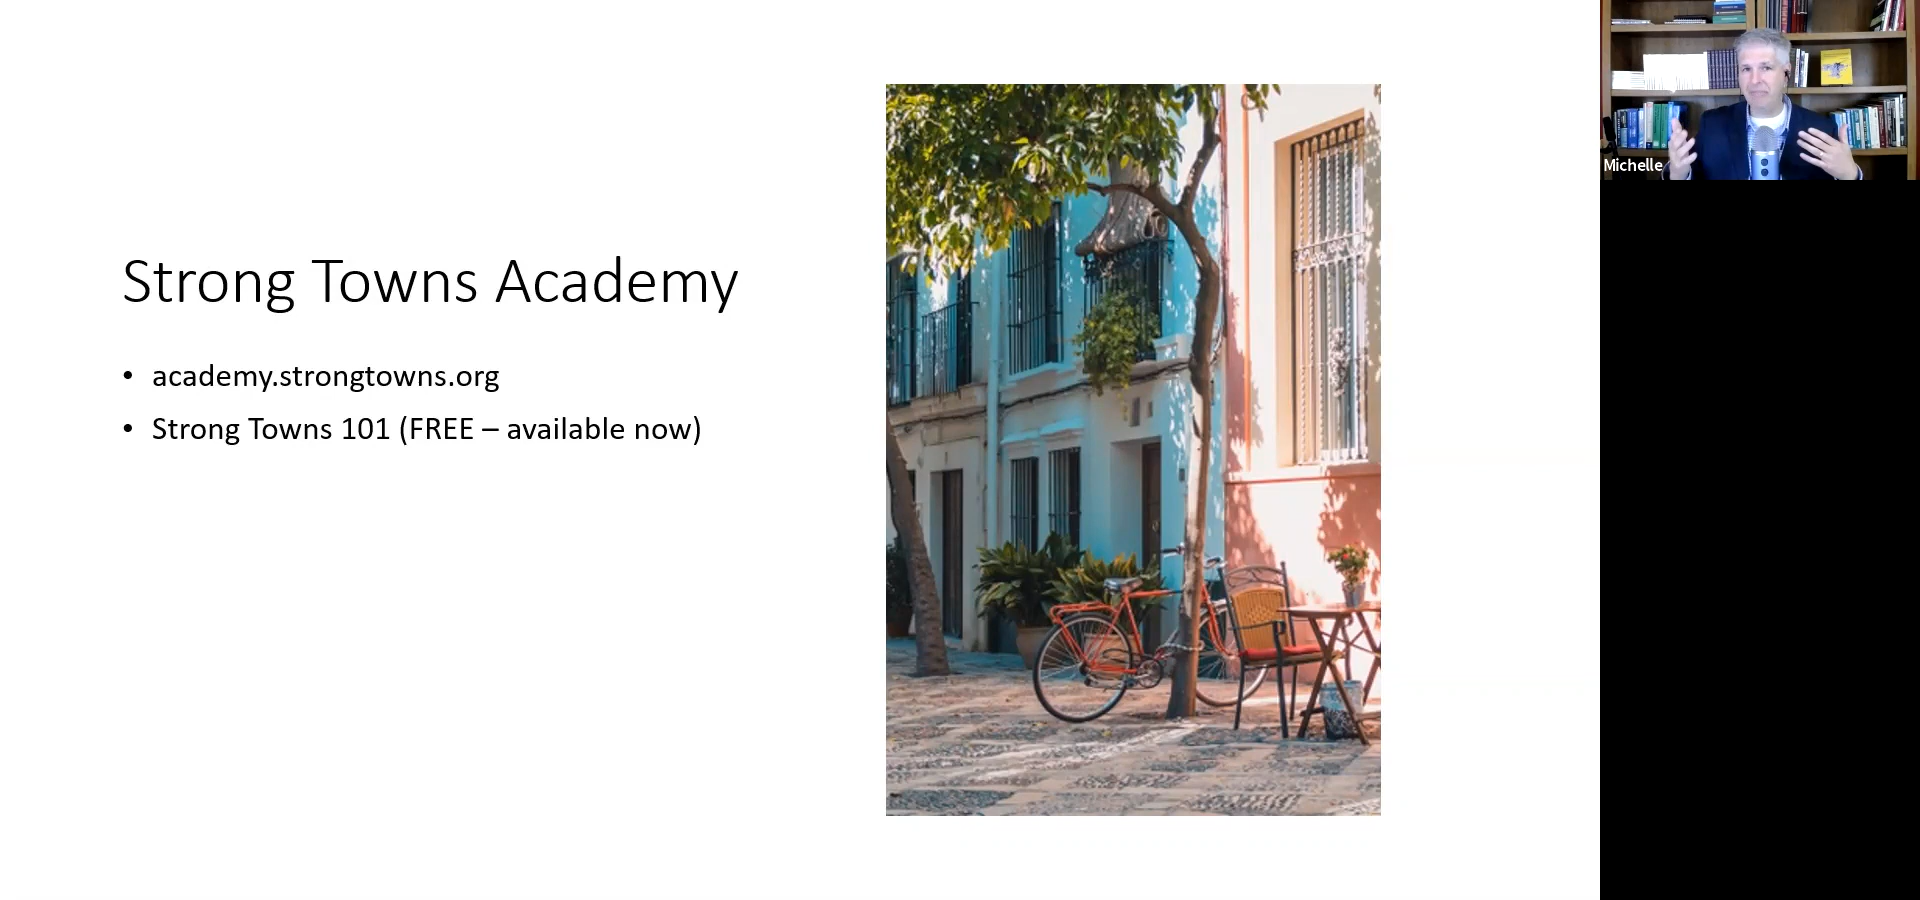 Strong Towns Academy
• academy.strongtowns.org
• Strong Towns 101 (FREE – available now)
Michelle